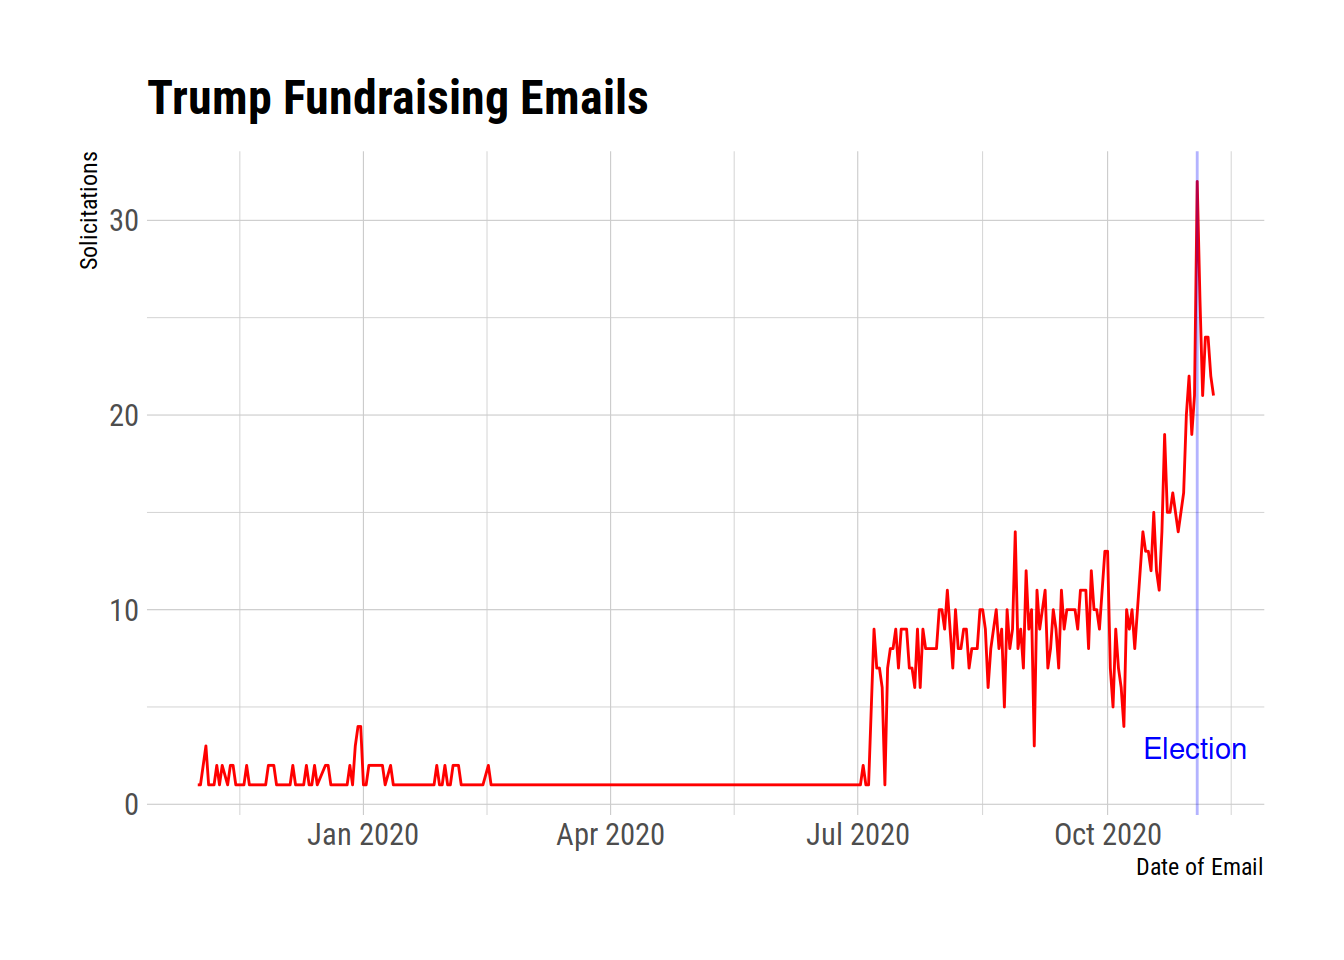 Trump Fundraising Emails
Solicitations
30
20
10
0
Election
Jan 2020
Apr 2020
Jul 2020
Oct 2020
Date of Email